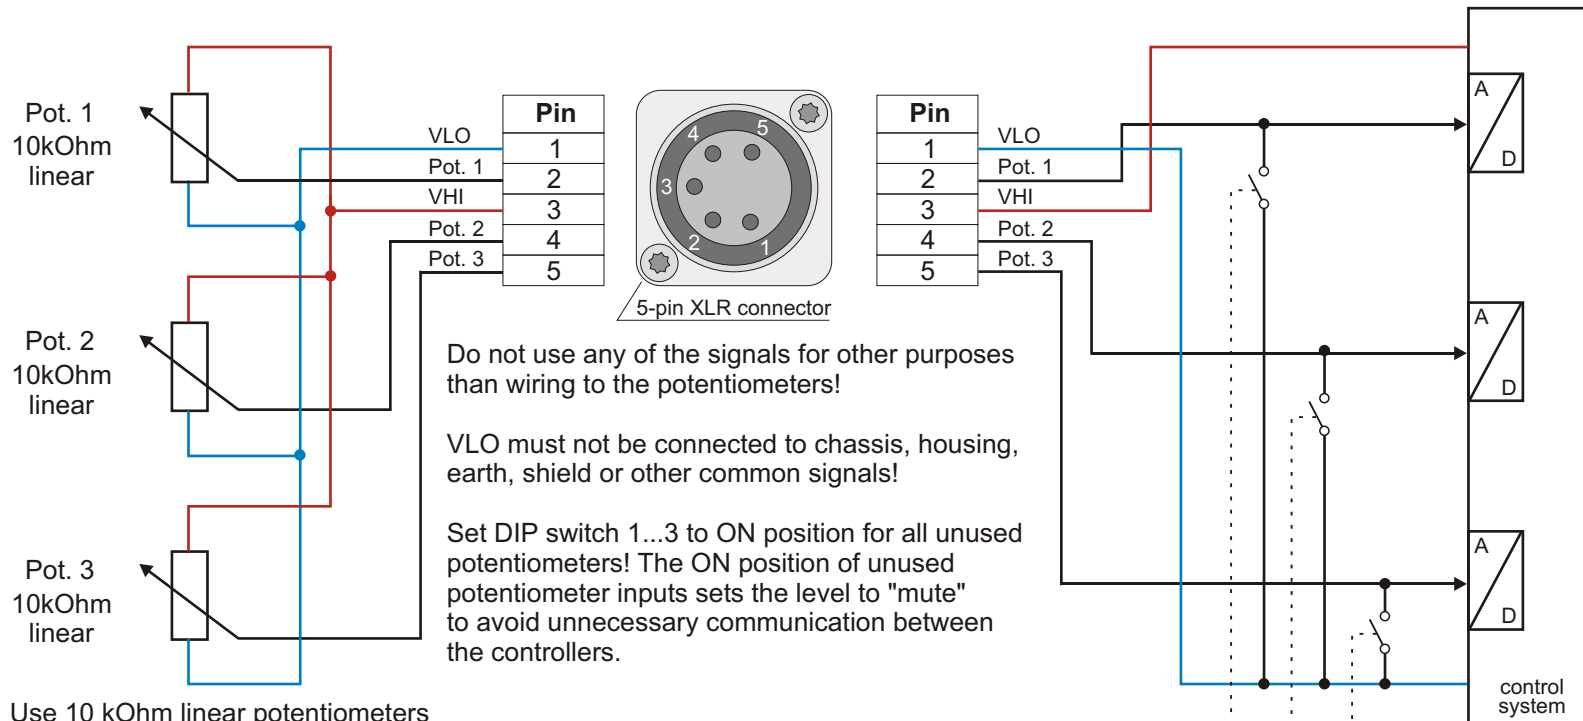 Pot. 1
10kOhm
linear
Pot. 2
10kOhm
linear
Pot. 3
10kOhm
linear
VLO
Pot. 1
VHI
Pot. 2
Pot. 3
Pin
1
2
3
4
5
4
5
3
2
1
5-pin XLR connector
Pin
1
2
3
4
5
VLO
Pot. 1
VHI
Pot. 2
Pot. 3
A
D
A
D
A
D
control
system
Do not use any of the signals for other purposes
than wiring to the potentiometers!
VLO must not be connected to chassis, housing,
earth, shield or other common signals!
Set DIP switch 1...3 to ON position for all unused
potentiometers! The ON position of unused
potentiometer inputs sets the level to "mute"
to avoid unnecessary communication between
the controllers.
Use 10 kOhm linear potentiometers